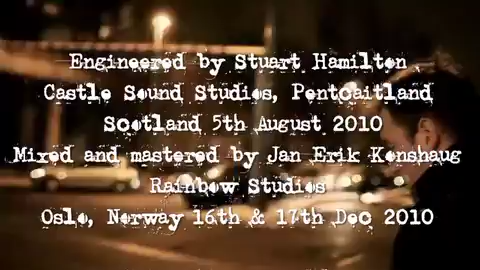 Engineered by Stuart Hamilton
Castle Sound Studios, Pentcaitland
Scotland 5th August 2010
Mixed and mastered by Jan Erik Konshaug
Rainbow Studios
Oslo, Norway 16th & 17th Dec 2010